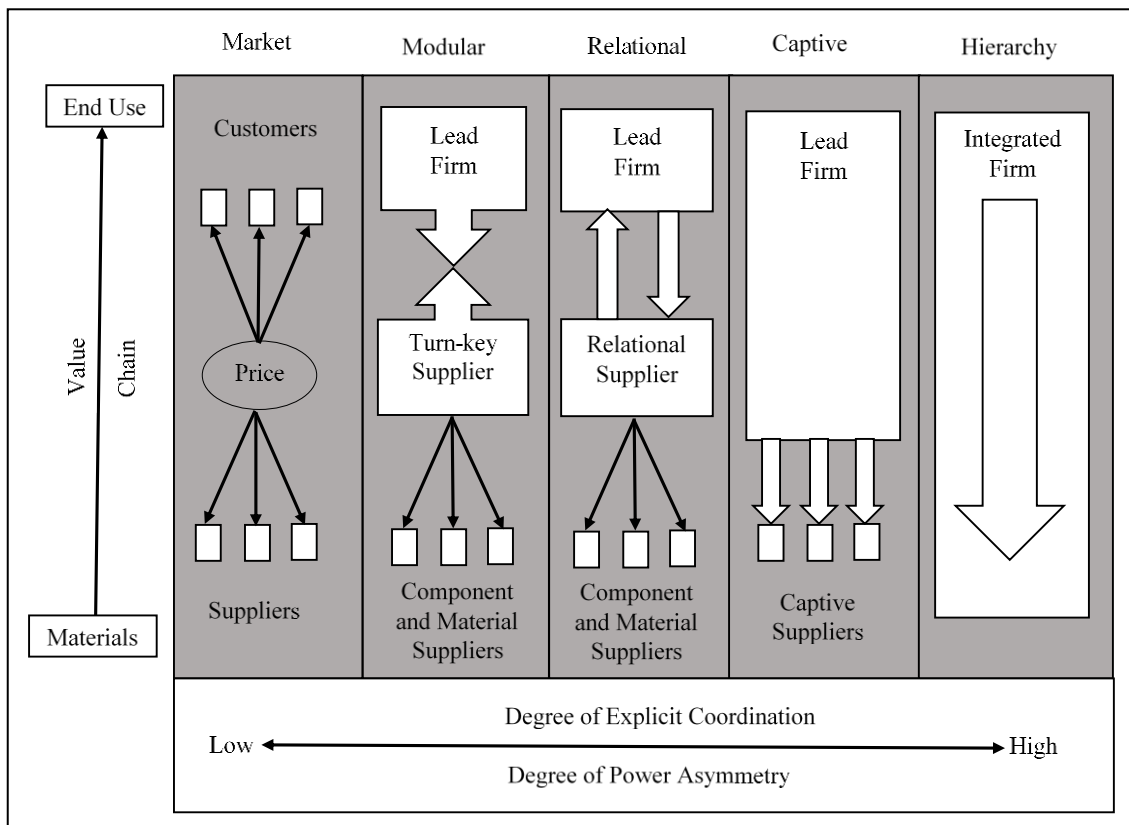 Market
Modular
Relational
Captive
Hierarchy
End Use
Value
Chain
Materials
Customers
Price
Suppliers
Lead
Firm
Turn-key
Supplier
Component
and Material
Suppliers
Lead
Firm
Relational
Supplier
Component
and Material
Suppliers
Lead
Firm
Captive
Suppliers
Integrated
Firm
Degree of Explicit Coordination
Low
High
Degree of Power Asymmetry